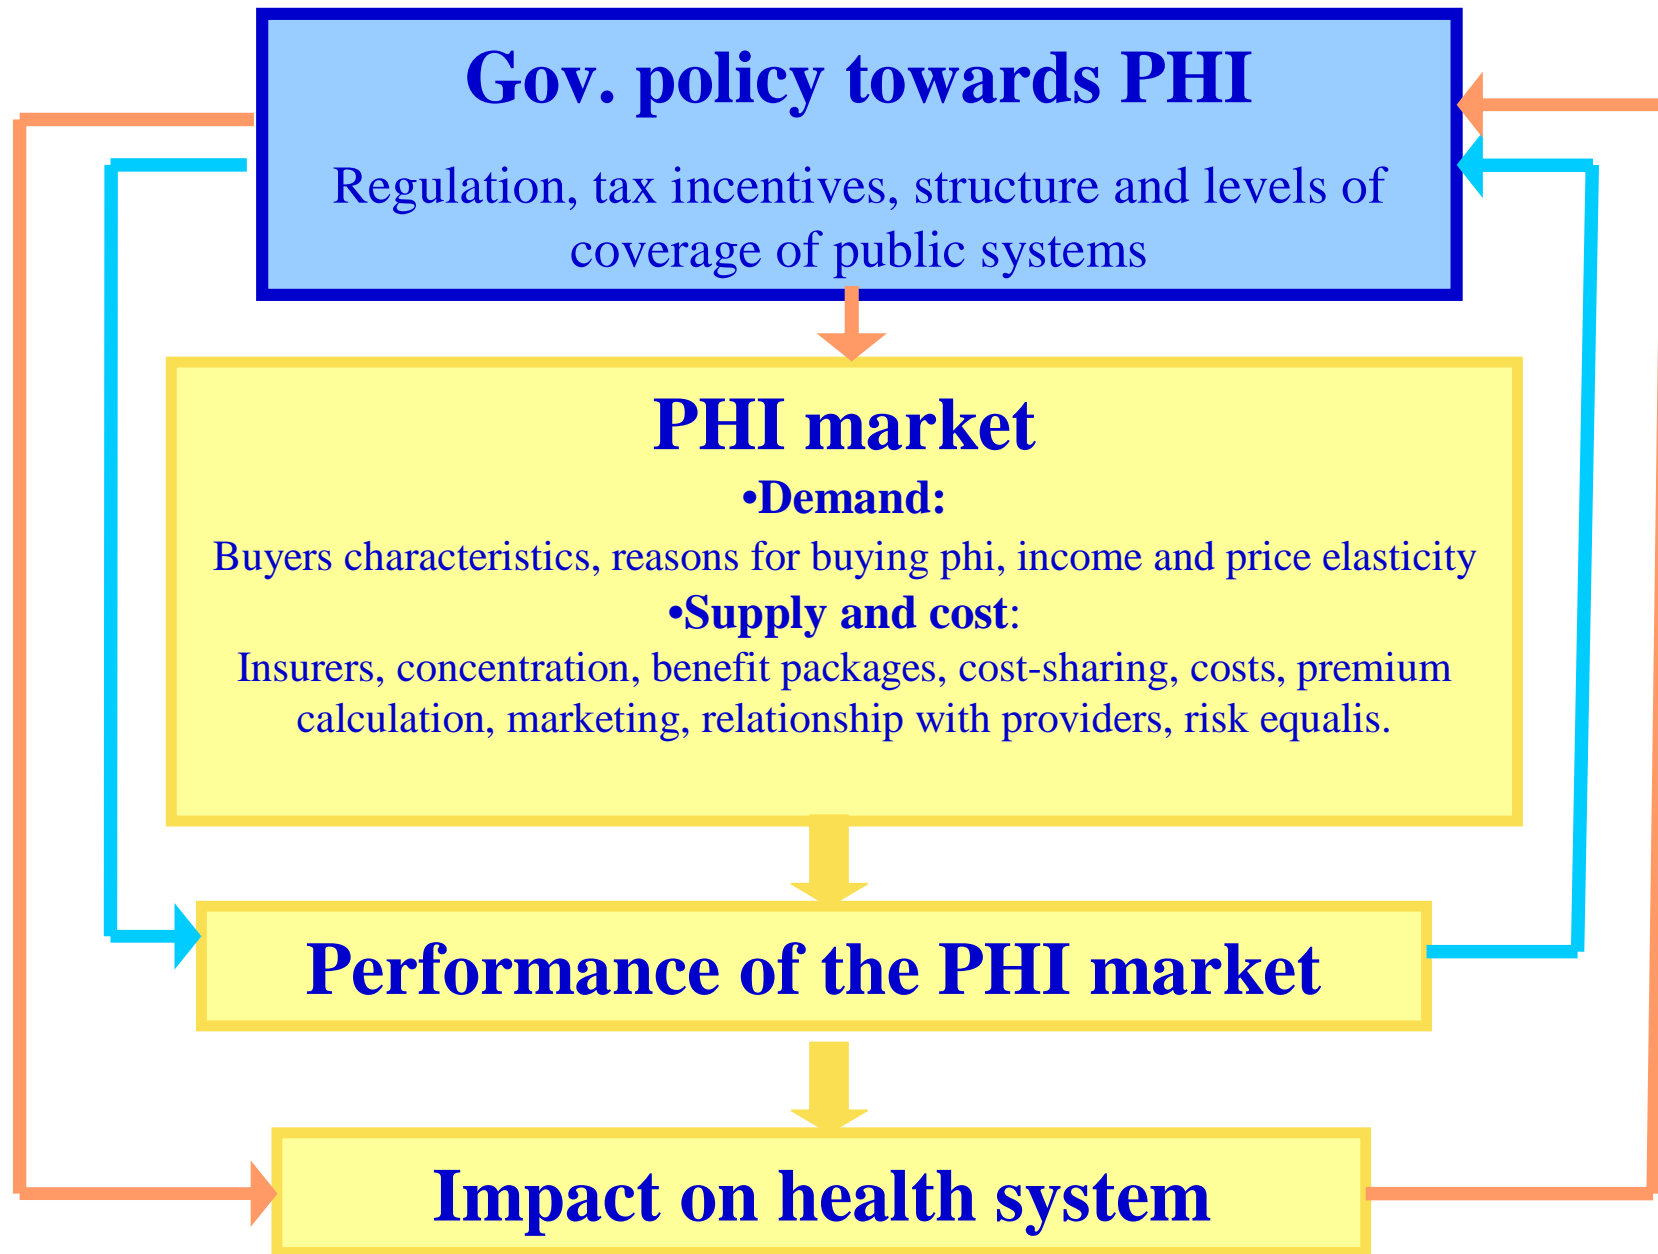 Gov. policy towards PHI
Regulation, tax incentives, structure and levels of
coverage of public systems
PHI market
•Demand:
Buyers characteristics, reasons for buying phi, income and price elasticity
•Supply and cost:
Insurers, concentration, benefit packages, cost-sharing, costs, premium
calculation, marketing, relationship with providers, risk equalis.
Performance of the PHI market
Impact on health system